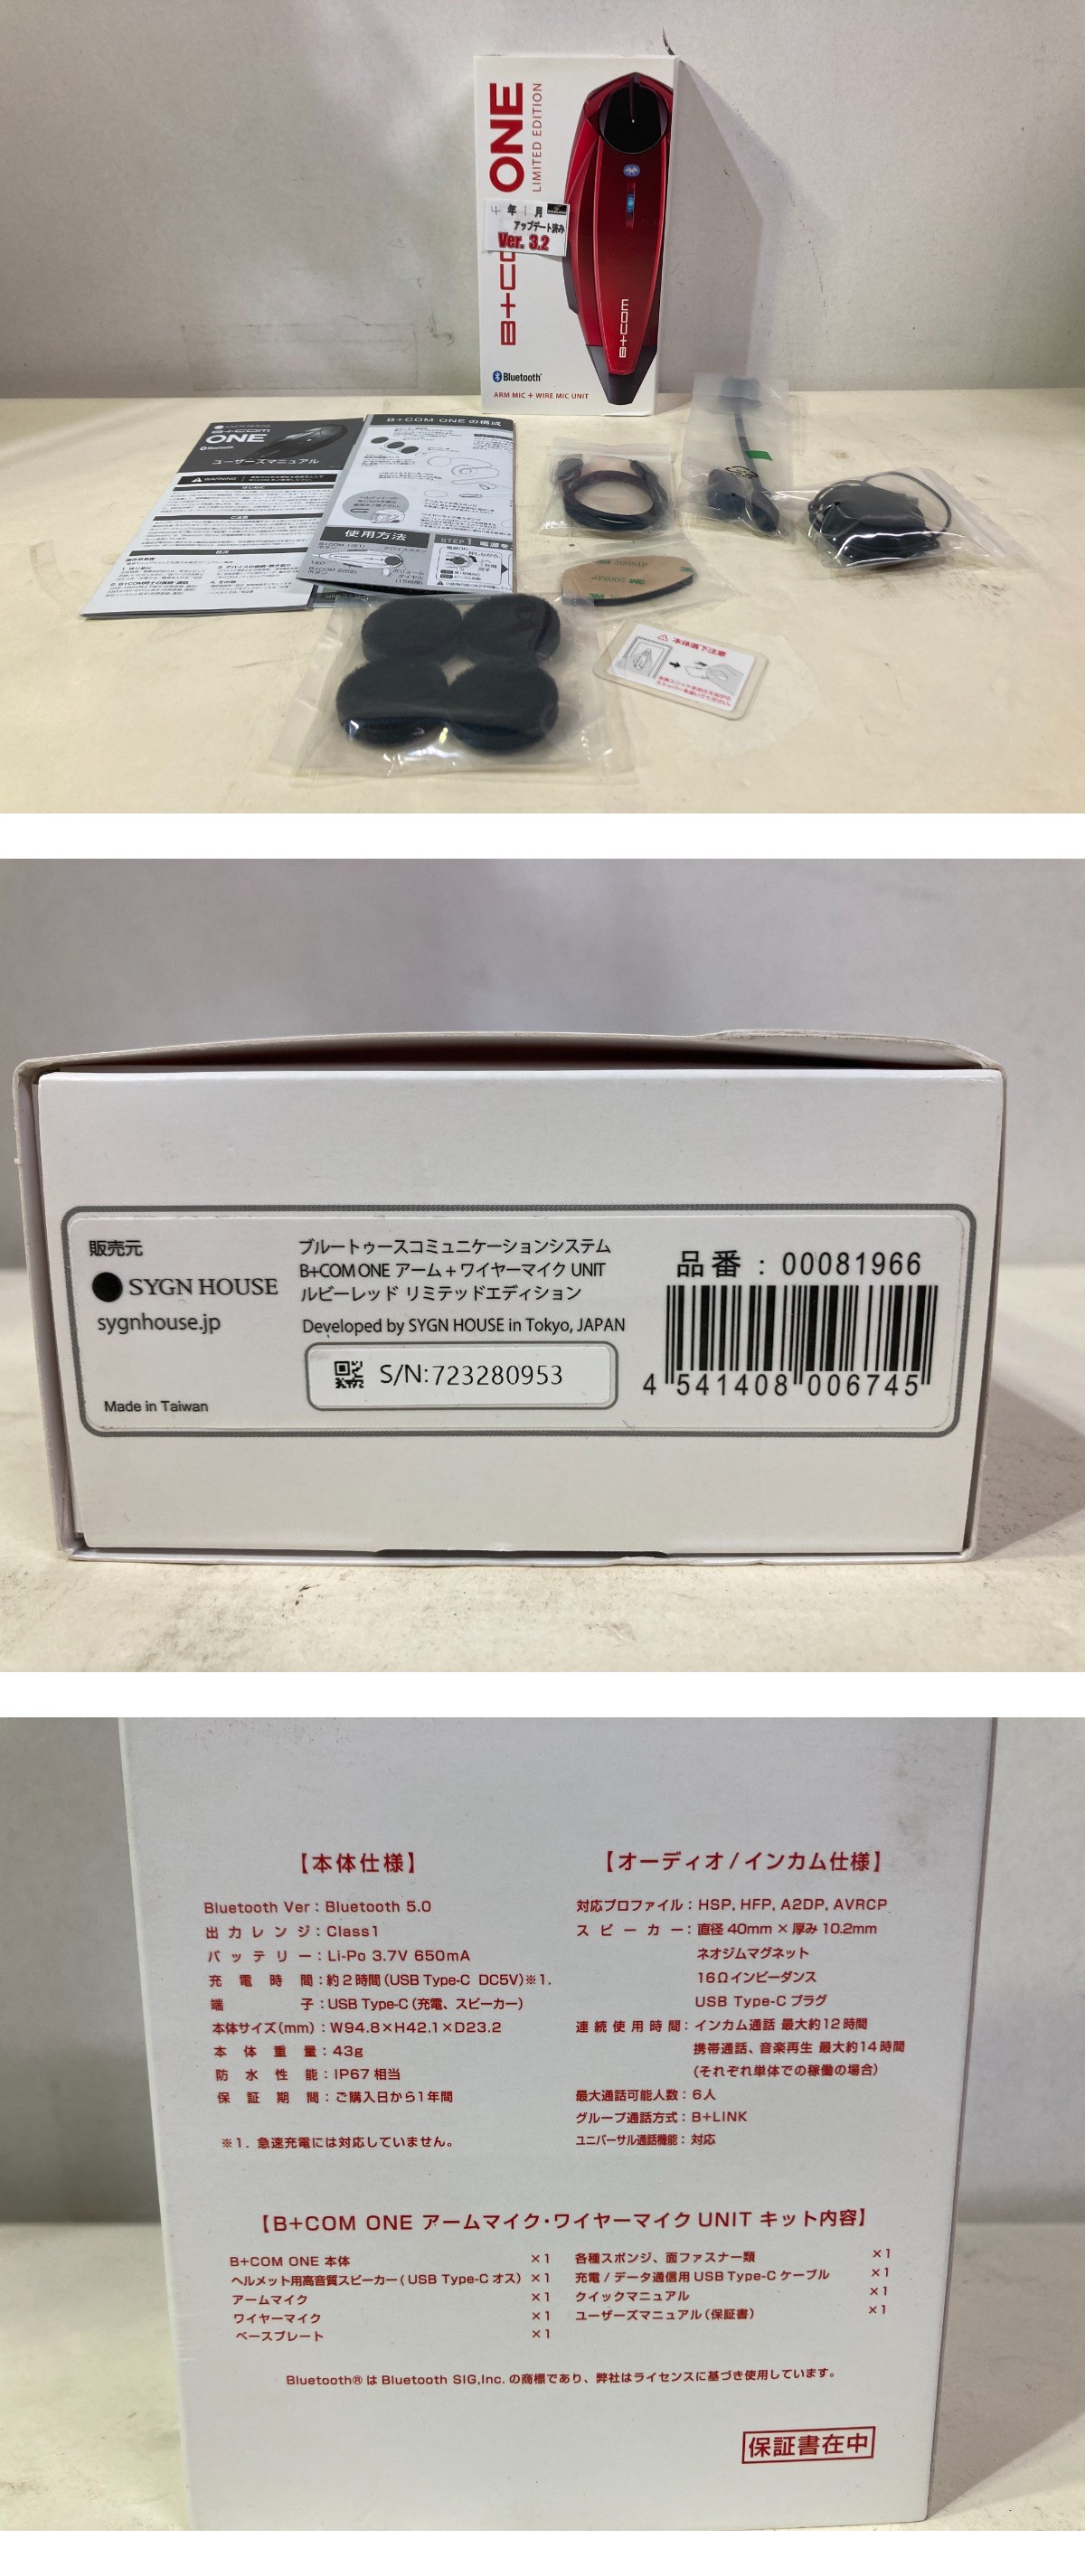 B+COM ONE
LIMITED EDITION
4年1月
アップデート済み
Ver. 3.2
B+COM
Bluetooth
ARM MIC + WIRE MIC UNIT
SYGN HOUSE
B+COM
ONE
Bluetooth
ユーザーズマニュアル
WARNING
はじめに
目次
B+COM ONE の構成
使用方法
STEP 1
LED
本体落下注意
販売元
SYGN HOUSE
sygnhouse.jp
Made in Taiwan
ブルートゥースコミュニケーションシステム
B+COM ONE アーム + ワイヤーマイク UNIT
ルビーレッド リミテッドエディション
Developed by SYGN HOUSE in Tokyo, JAPAN
S/N:723280953
品番 : 00081966
4 541408 006745
【本体仕様】
Bluetooth Ver : Bluetooth 5.0
出力レンジ : Class1
バッテリー : Li-Po 3.7V 650mA
充電時間 : 約2時間(USB Type-C DC5V)※1.
端子 : USB Type-C(充電、スピーカー)
本体サイズ(mm) : W94.8×H42.1×D23.2
本体重量 : 43g
防水性能 : IP67 相当
保証期間 : ご購入日から1年間
※1. 急速充電には対応していません。
【オーディオ / インカム仕様】
対応プロファイル : HSP, HFP, A2DP, AVRCP
スピーカー : 直径 40mm × 厚み 10.2mm
ネオジムマグネット
16Ωインピーダンス
USB Type-C プラグ
連続使用時間 : インカム通話 最大約12時間
携帯通話、音楽再生 最大約14時間
(それぞれ単体での稼働の場合)
最大通話可能人数 : 6人
グループ通話方式 : B+LINK
ユニバーサル通話機能 : 対応
【B+COM ONE アームマイク・ワイヤーマイク UNIT キット内容】
B+COM ONE 本体 ×1
ヘルメット用高音質スピーカー( USB Type-C オス) ×1
アームマイク ×1
ワイヤーマイク ×1
ベースプレート ×1
各種スポンジ、面ファスナー類 ×1
充電 / データ通信用 USB Type-C ケーブル ×1
クイックマニュアル ×1
ユーザーズマニュアル(保証書) ×1
Bluetooth® は Bluetooth SIG,Inc. の商標であり、弊社はライセンスに基づき使用しています。
保証書在中